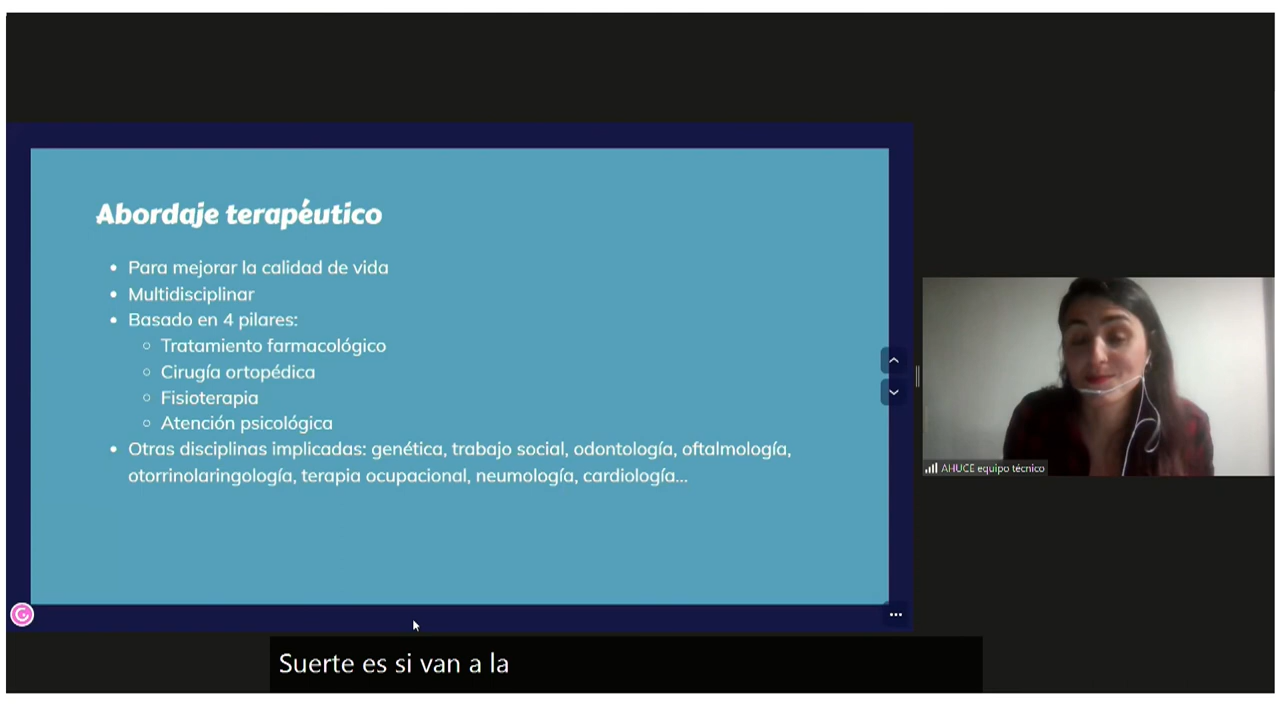 Abordaje terapéutico
• Para mejorar la calidad de vida
• Multidisciplinar
• Basado en 4 pilares:
○ Tratamiento farmacológico
○ Cirugía ortopédica
○ Fisioterapia
○ Atención psicológica
• Otras disciplinas implicadas: genética, trabajo social, odontología, oftalmología,
otorrinolaringología, terapia ocupacional, neumología, cardiología...
AHUCE equipo técnico
Suerte es si van a la